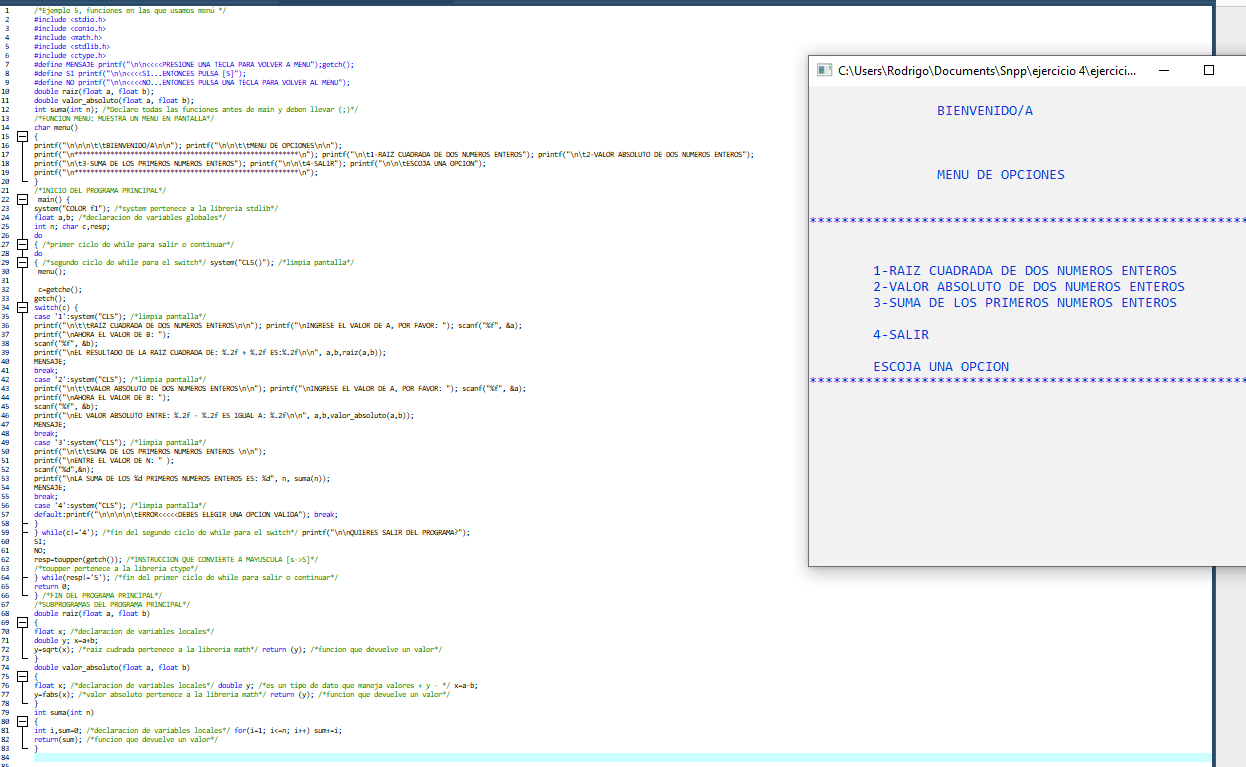 1 /*Ejemplo 5, funciones en las que usamos menú */
2 #include <stdio.h>
3 #include <conio.h>
4 #include <math.h>
5 #include <stdlib.h>
6 #include <ctype.h>
7 #define MENSAJE printf("\n\n<<<<PRESIONE UNA TECLA PARA VOLVER A MENU");getch();
8 #define SI printf("\n\n<<<<SI...ENTONCES PULSA [S]");
9 #define NO printf("\n\n<<<<NO...ENTONCES PULSA UNA TECLA PARA VOLVER AL MENU");
10 double raiz(float a, float b);
11 double valor_absoluto(float a, float b);
12 int suma(int n); /*Declaro todas las funciones antes de main y deben llevar (;)*/
13 /*FUNCION MENU: MUESTRA UN MENU EN PANTALLA*/
14 char menu()
15 {
16 printf("\n\n\n\t\tBIENVENIDO/A\n\n"); printf("\n\n\t\tMENU DE OPCIONES\n\n");
17 printf("\n********************************************************\n"); printf("\n\t1-RAIZ CUADRADA DE DOS NUMEROS ENTEROS"); printf("\n\t2-VALOR ABSOLUTO DE DOS NUMEROS ENTEROS");
18 printf("\n\t3-SUMA DE LOS PRIMEROS NUMEROS ENTEROS"); printf("\n\n\t4-SALIR"); printf("\n\n\tESCOJA UNA OPCION");
19 printf("\n********************************************************\n");
20 }
21 /*INICIO DEL PROGRAMA PRINCIPAL*/
22 main() {
23 system("COLOR f1"); /*system pertenece a la libreria stdlib*/
24 float a,b; /*declaracion de variables globales*/
25 int n; char c,resp;
26 do
27 { /*primer ciclo do while para salir o continuar*/
28 do
29 { /*segundo ciclo do while para el switch*/ system("CLS()"); /*limpia pantalla*/
30 menu();
31
32 c=getche();
33 getch();
34 switch(c) {
35 case '1':system("CLS"); /*limpia pantalla*/
36 printf("\n\t\tRAIZ CUADRADA DE DOS NUMEROS ENTEROS\n\n"); printf("\nINGRESE EL VALOR DE A, POR FAVOR: "); scanf("%f", &a);
37 printf("\nAHORA EL VALOR DE B: ");
38 scanf("%f", &b);
39 printf("\nEL RESULTADO DE LA RAIZ CUADRADA DE: %.2f + %.2f ES:%.2f\n\n", a,b,raiz(a,b));
40 MENSAJE;
41 break;
42 case '2':system("CLS"); /*limpia pantalla*/
43 printf("\n\t\tVALOR ABSOLUTO DE DOS NUMEROS ENTEROS\n\n"); printf("\nINGRESE EL VALOR DE A, POR FAVOR: "); scanf("%f", &a);
44 printf("\nAHORA EL VALOR DE B: ");
45 scanf("%f", &b);
46 printf("\nEL VALOR ABSOLUTO ENTRE: %.2f - %.2f ES IGUAL A: %.2f\n\n", a,b,valor_absoluto(a,b));
47 MENSAJE;
48 break;
49 case '3':system("CLS"); /*limpia pantalla*/
50 printf("\n\t\tSUMA DE LOS PRIMEROS NUMEROS ENTEROS \n\n");
51 printf("\nENTRE EL VALOR DE N: " );
52 scanf("%d",&n);
53 printf("\nLA SUMA DE LOS %d PRIMEROS NUMEROS ENTEROS ES: %d", n, suma(n));
54 MENSAJE;
55 break;
56 case '4':system("CLS"); /*limpia pantalla*/
57 default:printf("\n\n\n\n\tERROR<<<<<DEBES ELEGIR UNA OPCION VALIDA"); break;
58 }
59 } while(c!='4'); /*fin del segundo ciclo do while para el switch*/ printf("\n\nQUIERES SALIR DEL PROGRAMA?");
60 SI;
61 NO;
62 resp=toupper(getch()); /*INSTRUCCION QUE CONVIERTE A MAYUSCULA [s->S]*/
63 /*toupper pertenece a la libreria ctype*/
64 } while(resp!='S'); /*fin del primer ciclo do while para salir o continuar*/
65 return 0;
66 } /*FIN DEL PROGRAMA PRINCIPAL*/
67 /*SUBPROGRAMAS DEL PROGRAMA PRINCIPAL*/
68 double raiz(float a, float b)
69 {
70 float x; /*declaracion de variables locales*/
71 double y; x=a+b;
72 y=sqrt(x); /*raiz cudrada pertenece a la libreria math*/ return (y); /*funcion que devuelve un valor*/
73 }
74 double valor_absoluto(float a, float b)
75 {
76 float x; /*declaracion de variables locales*/ double y; /*es un tipo de dato que maneja valores + y - */ x=a-b;
77 y=fabs(x); /*valor absoluto pertenece a la libreria math*/ return (y); /*funcion que devuelve un valor*/
78 }
79 int suma(int n)
80 {
81 int i,sum=0; /*declaracion de variables locales*/ for(i=1; i<=n; i++) sum+=i;
82 return(sum); /*funcion que devuelve un valor*/
83 }
84
85
C:\Users\Rodrigo\Documents\Snpp\ejercicio 4\ejercici...
BIENVENIDO/A
MENU DE OPCIONES
*******************************************************
1-RAIZ CUADRADA DE DOS NUMEROS ENTEROS
2-VALOR ABSOLUTO DE DOS NUMEROS ENTEROS
3-SUMA DE LOS PRIMEROS NUMEROS ENTEROS
4-SALIR
ESCOJA UNA OPCION
*******************************************************